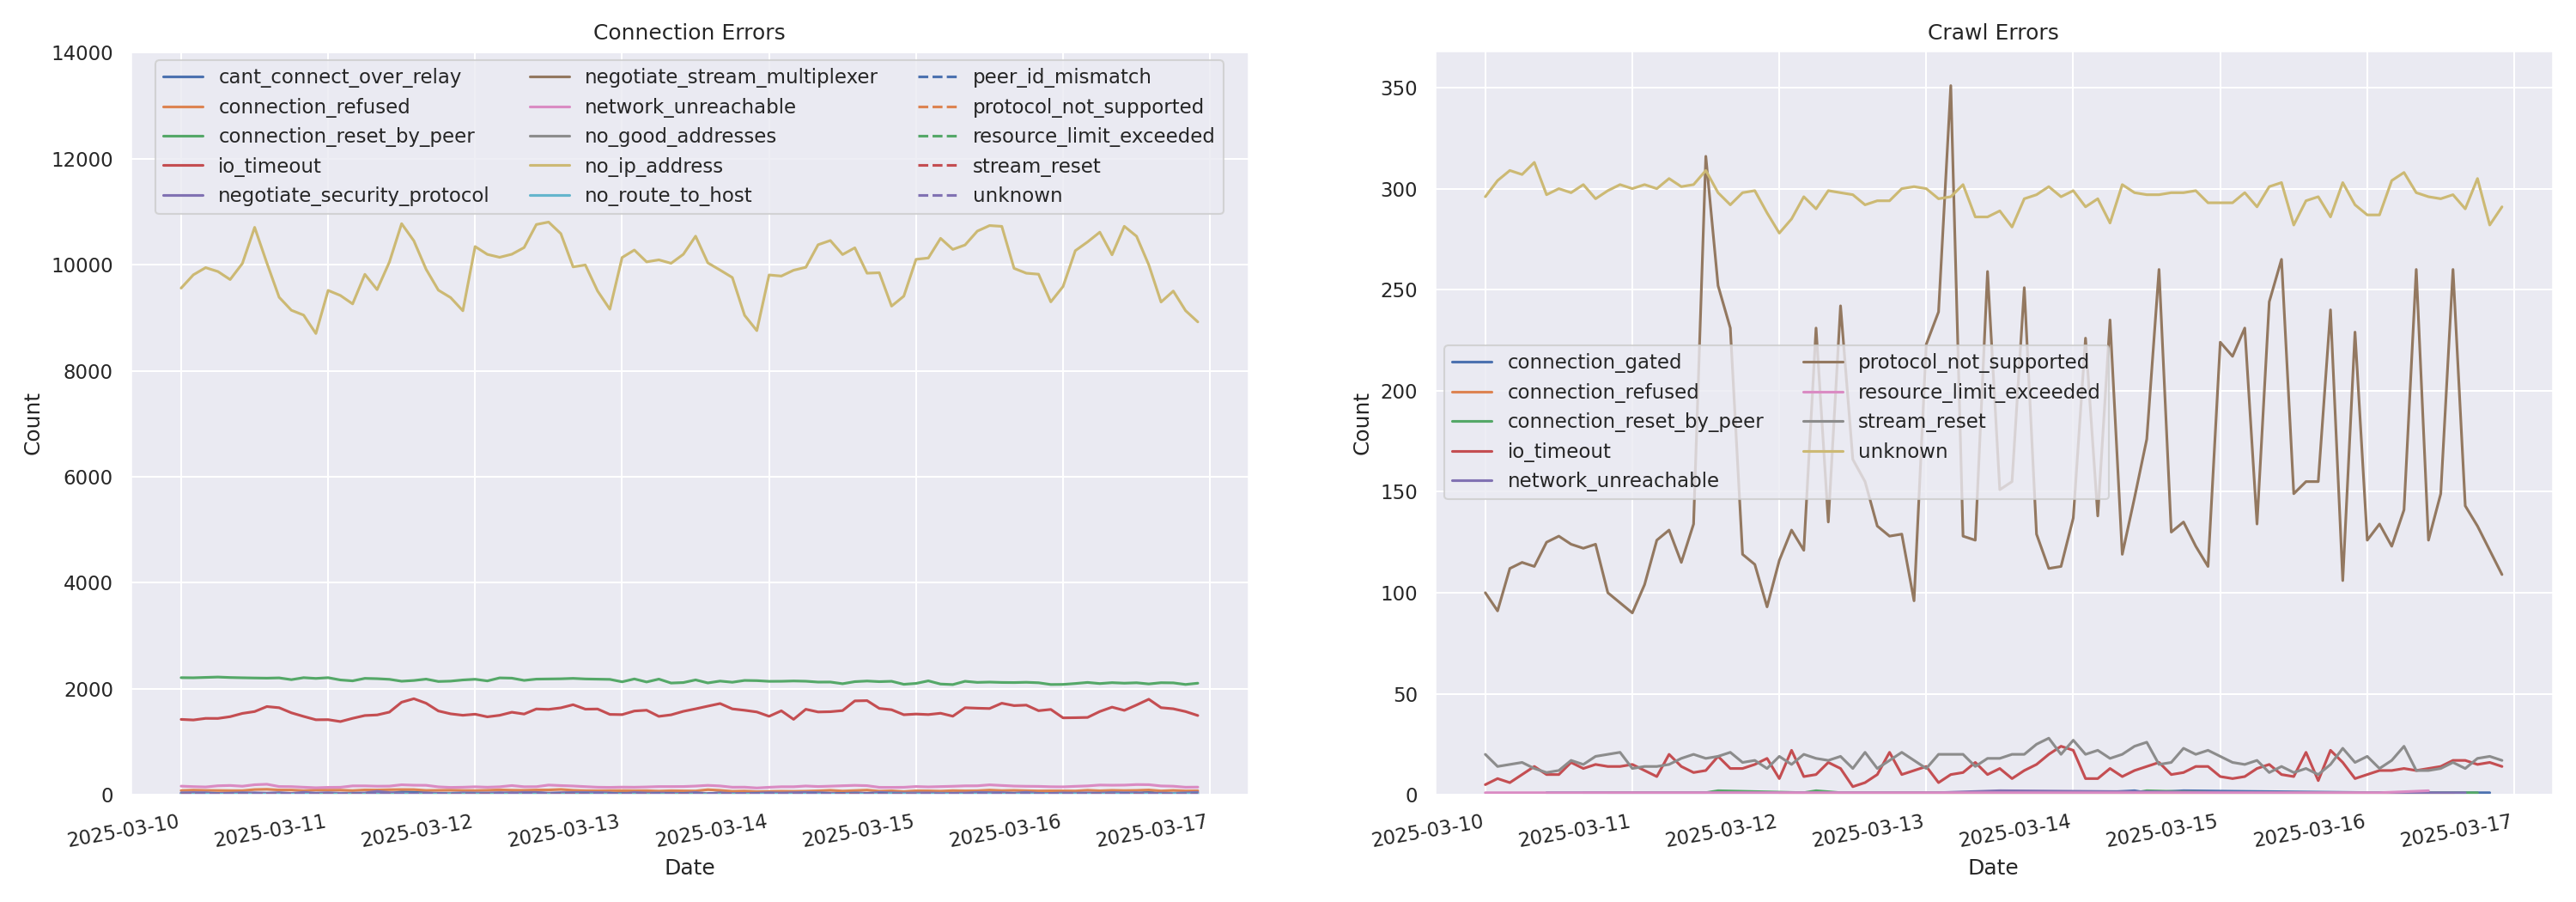 Connection Errors
14000
12000
10000
8000
6000
4000
2000
0
Count
cant_connect_over_relay
connection_refused
connection_reset_by_peer
io_timeout
negotiate_security_protocol
negotiate_stream_multiplexer
network_unreachable
no_good_addresses
no_ip_address
no_route_to_host
peer_id_mismatch
protocol_not_supported
resource_limit_exceeded
stream_reset
unknown
2025-03-10
2025-03-11
2025-03-12
2025-03-13
2025-03-14
2025-03-15
2025-03-16
2025-03-17
Date
Crawl Errors
350
300
250
200
150
100
50
0
Count
connection_gated
connection_refused
connection_reset_by_peer
io_timeout
network_unreachable
protocol_not_supported
resource_limit_exceeded
stream_reset
unknown
2025-03-10
2025-03-11
2025-03-12
2025-03-13
2025-03-14
2025-03-15
2025-03-16
2025-03-17
Date